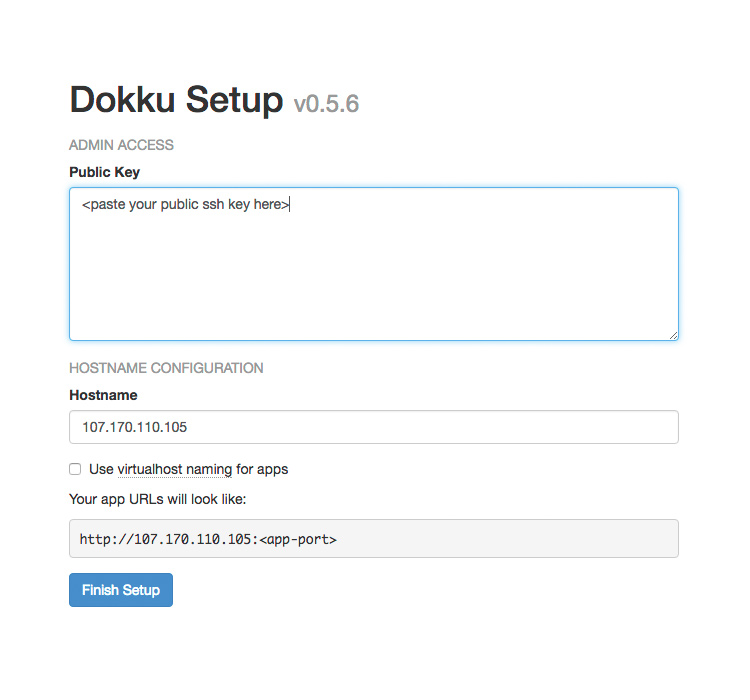 Dokku Setup v0.5.6
ADMIN ACCESS
Public Key
<paste your public ssh key here>
HOSTNAME CONFIGURATION
Hostname
107.170.110.105
Use virtualhost naming for apps
Your app URLs will look like:
http://107.170.110.105:<app-port>
Finish Setup